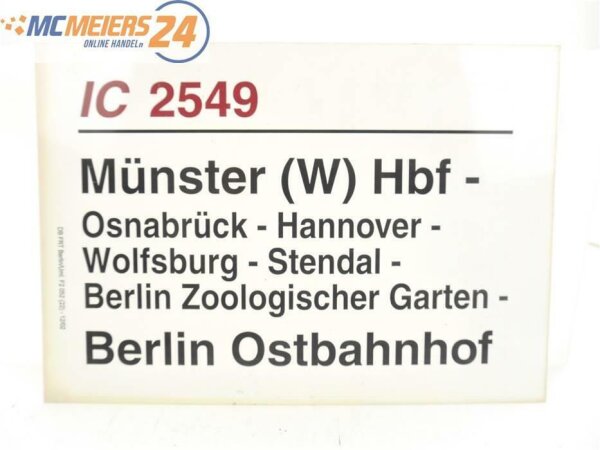 MCMEIERS 24
ONLINE HANDEL
IC 2549
Münster (W) Hbf -
Osnabrück - Hannover -
Wolfsburg - Stendal -
Berlin Zoologischer Garten -
Berlin Ostbahnhof